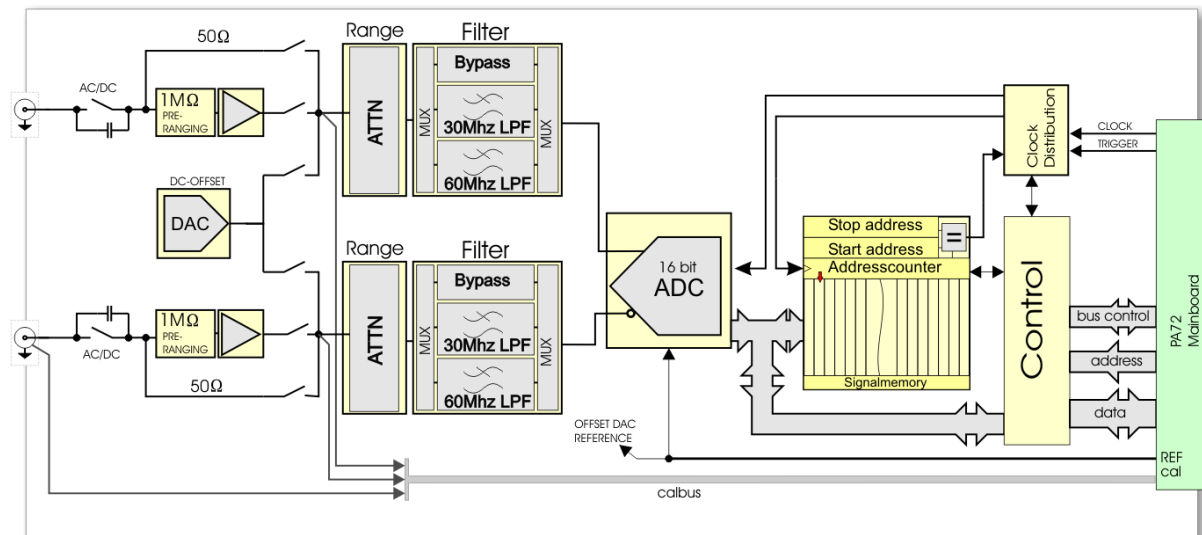 Range
Filter
50Ω
AC/DC
1MΩ
PRE-
RANGING
ATTN
MUX
Bypass
30Mhz LPF
60Mhz LPF
MUX
DC-OFFSET
DAC
Range
Filter
1MΩ
PRE-
RANGING
AC/DC
50Ω
ATTN
MUX
Bypass
30Mhz LPF
60Mhz LPF
MUX
16 bit
ADC
Stop address
=
Start address
Addresscounter
Signalmemory
Clock
Distribution
CLOCK
TRIGGER
Control
bus control
address
data
PA72
Mainboard
REF
cal
OFFSET DAC
REFERENCE
calbus